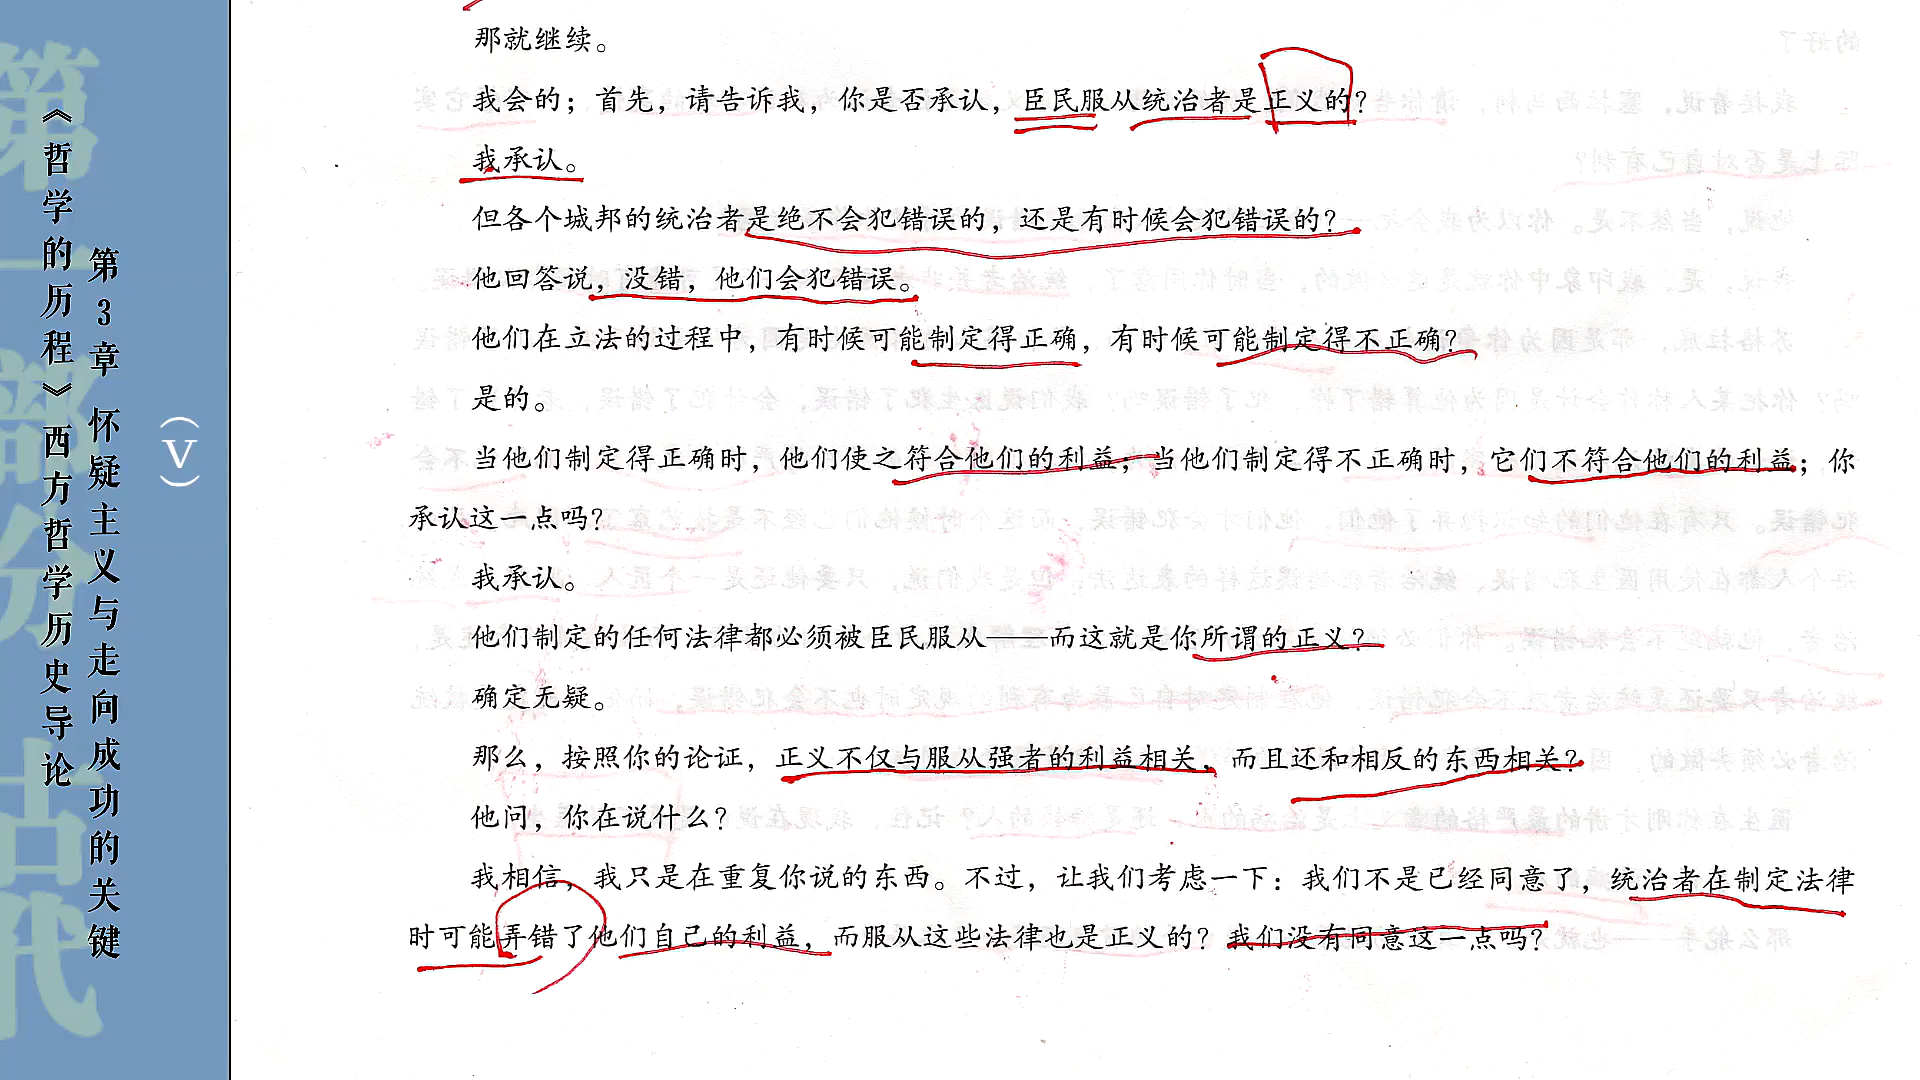 第一部分 古代
《哲学的历程》西方哲学历史导论
第3章 怀疑主义与走向成功的关键
（V）
那就继续。
我会的；首先，请告诉我，你是否承认，臣民服从统治者是正义的？
我承认。
但各个城邦的统治者是绝不会犯错误的，还是有时候会犯错误的？
他回答说，没错，他们会犯错误。
他们在立法的过程中，有时候可能制定得正确，有时候可能制定得不正确？
是的。
当他们制定得正确时，他们使之符合他们的利益；当他们制定得不正确时，它们不符合他们的利益；你
承认这一点吗？
我承认。
他们制定的任何法律都必须被臣民服从——而这就是你所谓的正义？
确定无疑。
那么，按照你的论证，正义不仅与服从强者的利益相关，而且还和相反的东西相关？
他问，你在说什么？
我相信，我只是在重复你说的东西。不过，让我们考虑一下：我们不是已经同意了，统治者在制定法律
时可能弄错了他们自己的利益，而服从这些法律也是正义的？我们没有同意这一点吗？